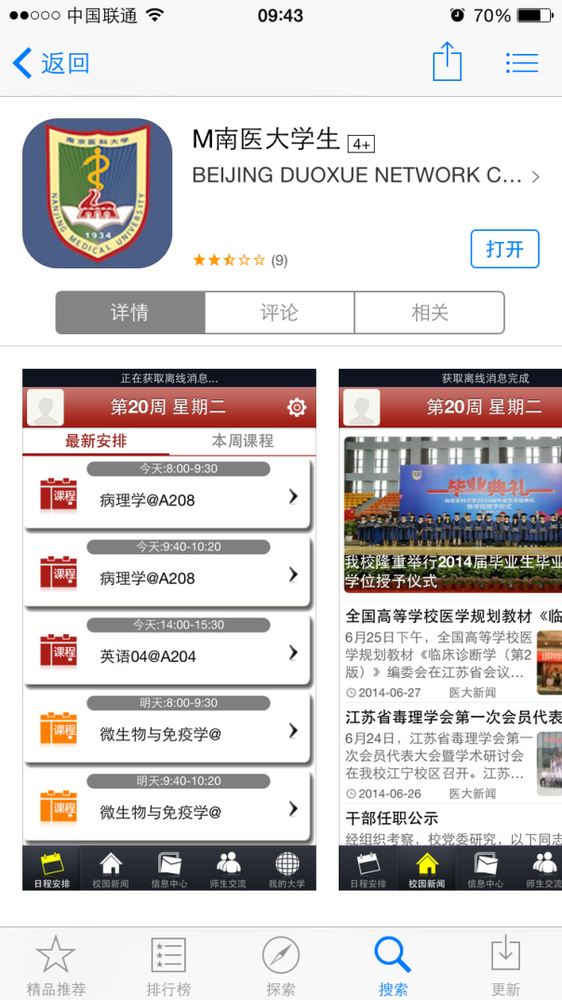 中国联通
09:43
70%
返回
南京医科大学
1934
NANJING MEDICAL UNIVERSITY
M南医大学生 4+
BEIJING DUOXUE NETWORK C...
(9)
打开
详情
评论
相关
正在获取离线消息...
第20周 星期二
最新安排
本周课程
今天:8:00-9:30
课程
病理学@A208
今天:9:40-10:20
课程
病理学@A208
今天:14:00-15:30
课程
英语04@A204
明天:8:00-9:30
课程
微生物与免疫学@
明天:9:40-10:20
课程
微生物与免疫学@
日程安排
校园新闻
信息中心
师生交流
我的大学
获取离线消息完成
第20周 星期二
毕业典礼
我校隆重举行2014届毕业生毕业
学位授予仪式
全国高等学校医学规划教材《临
6月25日下午，全国高等学校医
学规划教材《临床诊断学（第2
版）》编委会在江苏省会议...
2014-06-27
医大新闻
江苏省毒理学会第一次会员代表
6月24日，江苏省毒理学会第一
次会员代表大会暨学术研讨会
在我校江宁校区召开。江苏...
2014-06-26
医大新闻
干部任职公示
经组织考察，校党委研究，以下同志
日程安排
校园新闻
信息中心
师生交流
精品推荐
排行榜
探索
搜索
更新